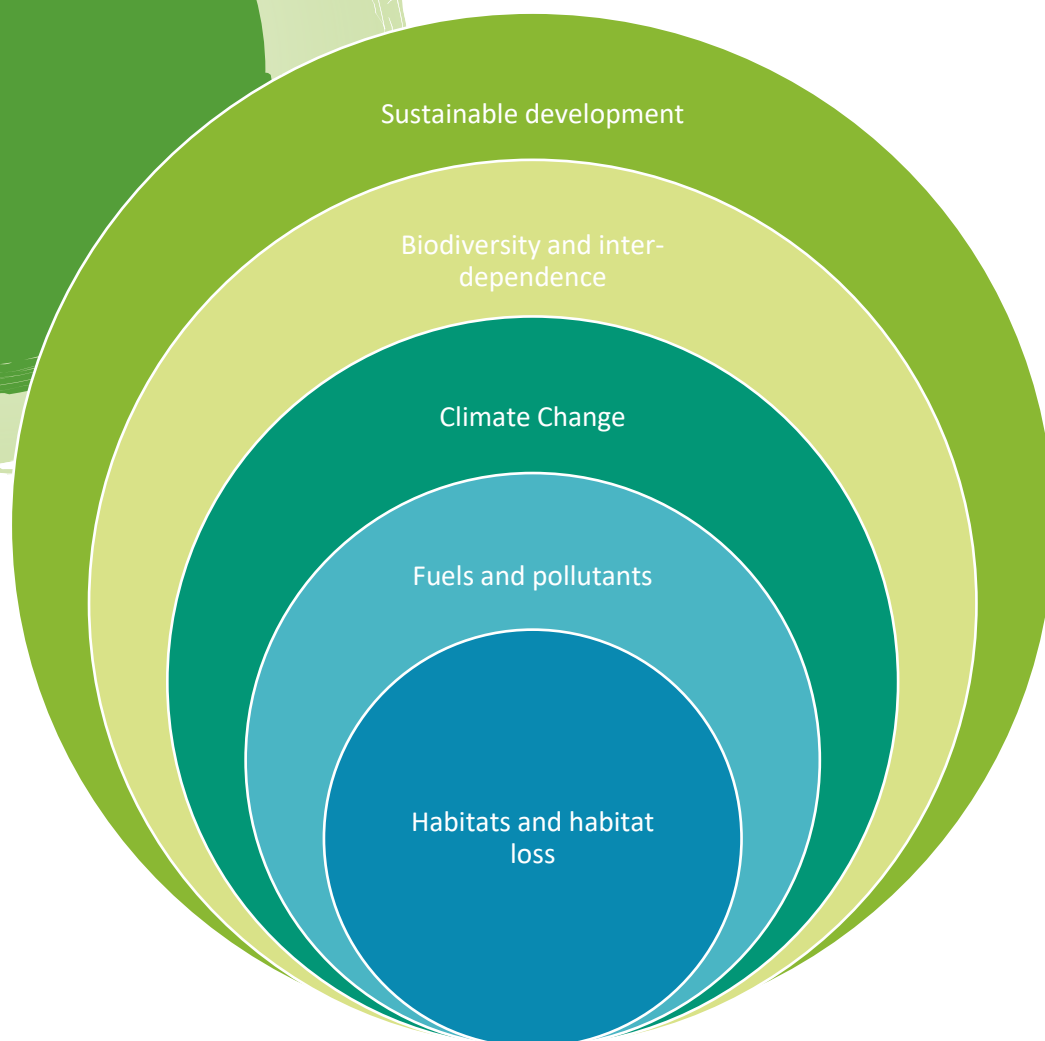 Sustainable development
Biodiversity and inter-
dependence
Climate Change
Fuels and pollutants
Habitats and habitat
loss